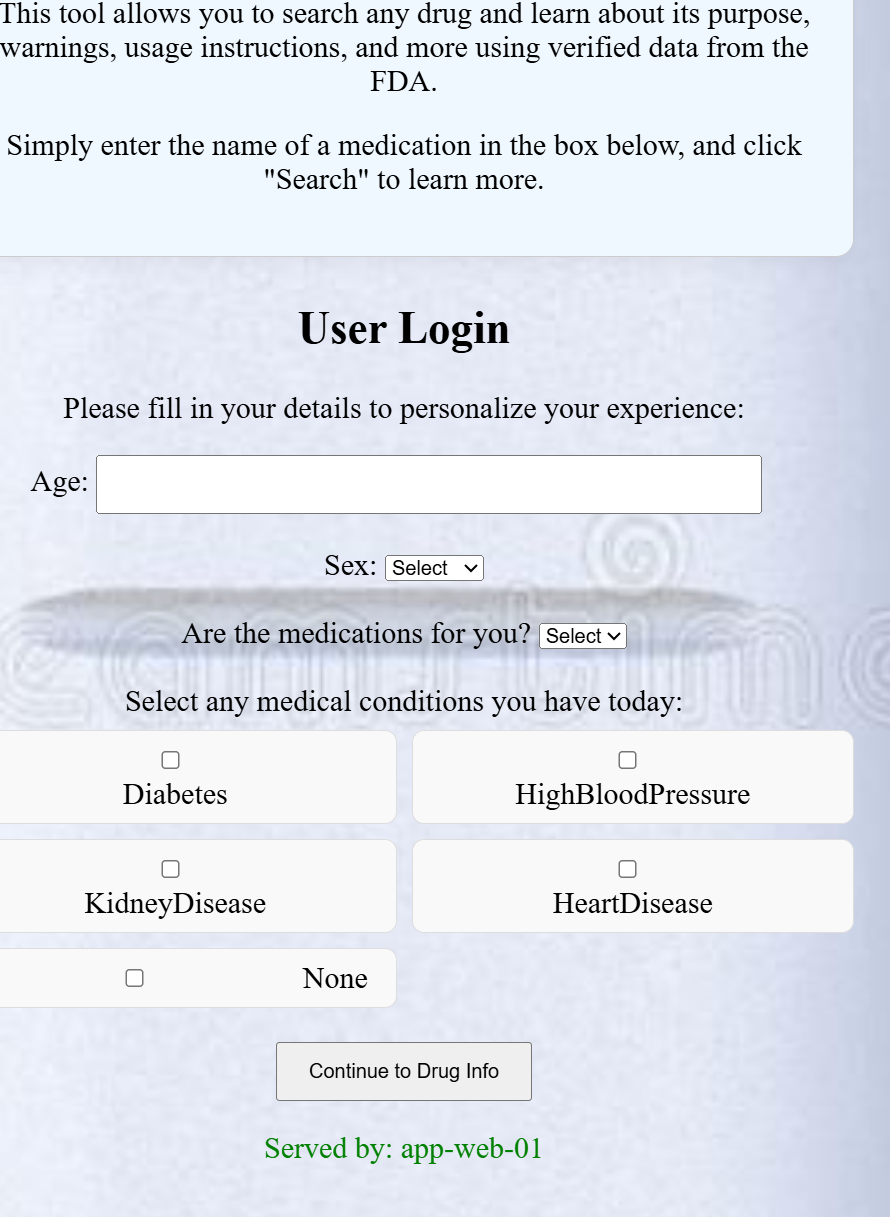 This tool allows you to search any drug and learn about its purpose,
warnings, usage instructions, and more using verified data from the
FDA.
Simply enter the name of a medication in the box below, and click
"Search" to learn more.
User Login
Please fill in your details to personalize your experience:
Age:
Sex: Select
Are the medications for you? Select
Select any medical conditions you have today:
Diabetes
HighBloodPressure
KidneyDisease
HeartDisease
None
Continue to Drug Info
Served by: app-web-01